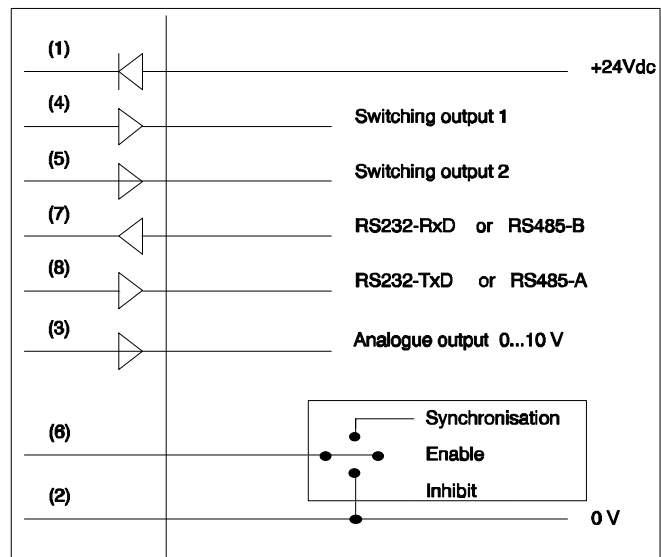 (1) +24Vdc
(4) Switching output 1
(5) Switching output 2
(7) RS232-RxD or RS485-B
(8) RS232-TxD or RS485-A
(3) Analogue output 0...10 V
Synchronisation
(6) Enable
Inhibit
(2) 0 V